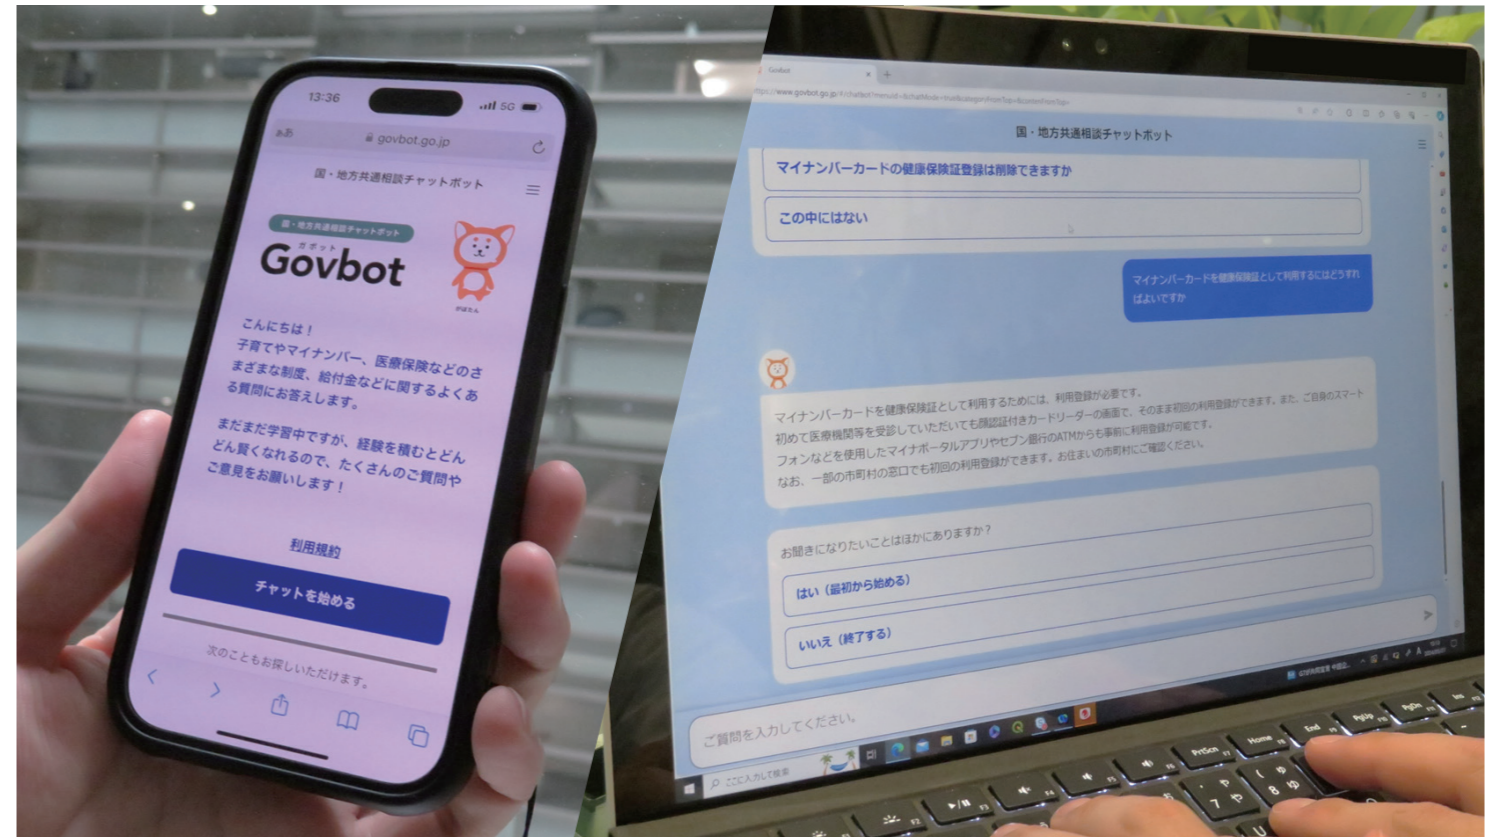 13:36
5G
ああ
govbot.go.jp
国・地方共通相談チャットボット
国・地方共通相談チャットボット
ガボット
Govbot
がぼたん
こんにちは！
子育てやマイナンバー、医療保険などのさ
まざまな制度、給付金などに関するよくあ
る質問にお答えします。
まだまだ学習中ですが、経験を積むとどん
どん賢くなれるので、たくさんのご質問や
ご意見をお願いします！
利用規約
チャットを始める
次のこともお探しいただけます。
Govbot
国・地方共通相談チャットボット
マイナンバーカードの健康保険証登録は削除できますか
この中にはない
マイナンバーカードを健康保険証として利用するにはどうすれ
ばよいですか
マイナンバーカードを健康保険証として利用するためには、利用登録が必要です。
初めて医療機関等を受診していただいても顔認証付きカードリーダーの画面で、そのまま初回の利用登録ができます。また、ご自身のスマート
フォンなどを使用したマイナポータルアプリやセブン銀行のATMからも事前に利用登録が可能です。
なお、一部の市町村の窓口でも初回の利用登録ができます。お住まいの市町村にご確認ください。
お聞きになりたいことはほかにありますか？
はい（最初から始める）
いいえ（終了する）
ご質問を入力してください。
ここに入力して検索
PrtScn
Home
End
PgUp
PgDn
Ins
7 や
8 ゆ
U